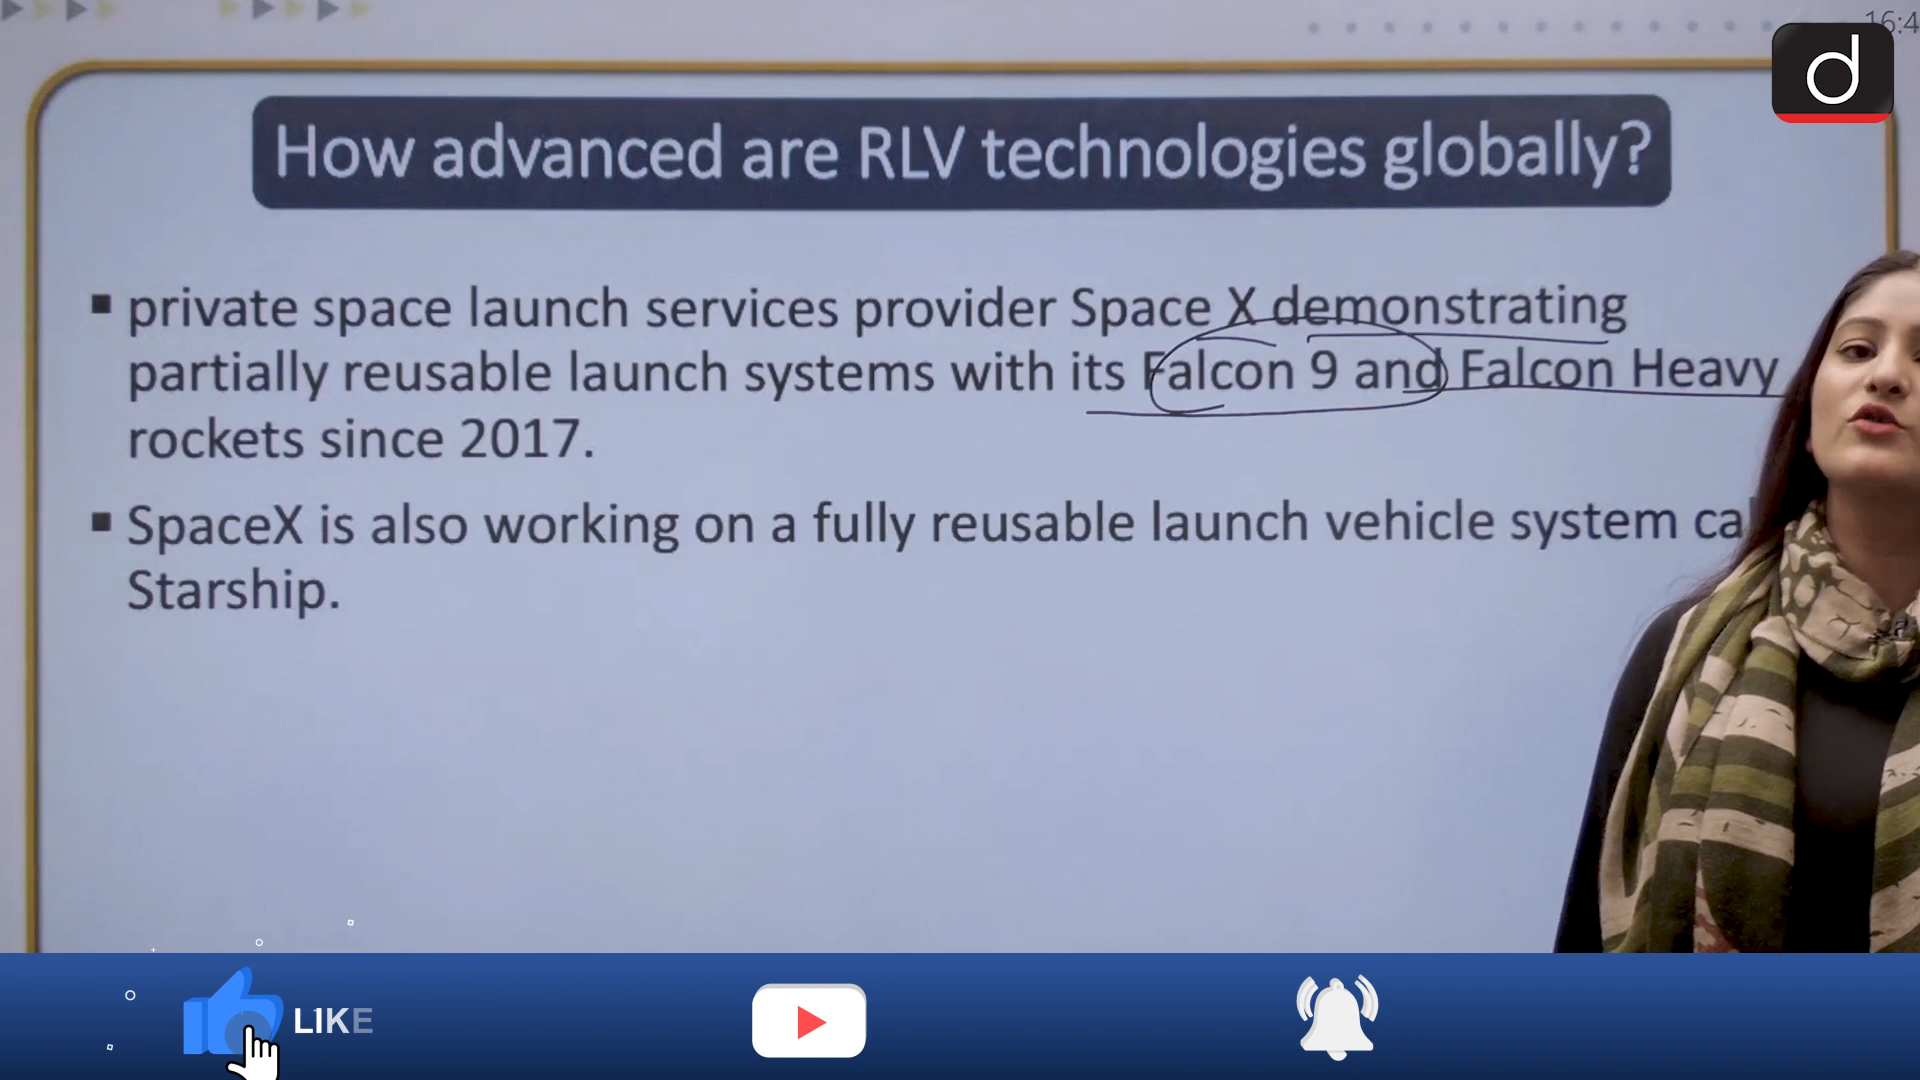 16:4
d
How advanced are RLV technologies globally?
▪ private space launch services provider Space X demonstrating
partially reusable launch systems with its Falcon 9 and Falcon Heavy
rockets since 2017.
▪ SpaceX is also working on a fully reusable launch vehicle system
Starship.
LIKE